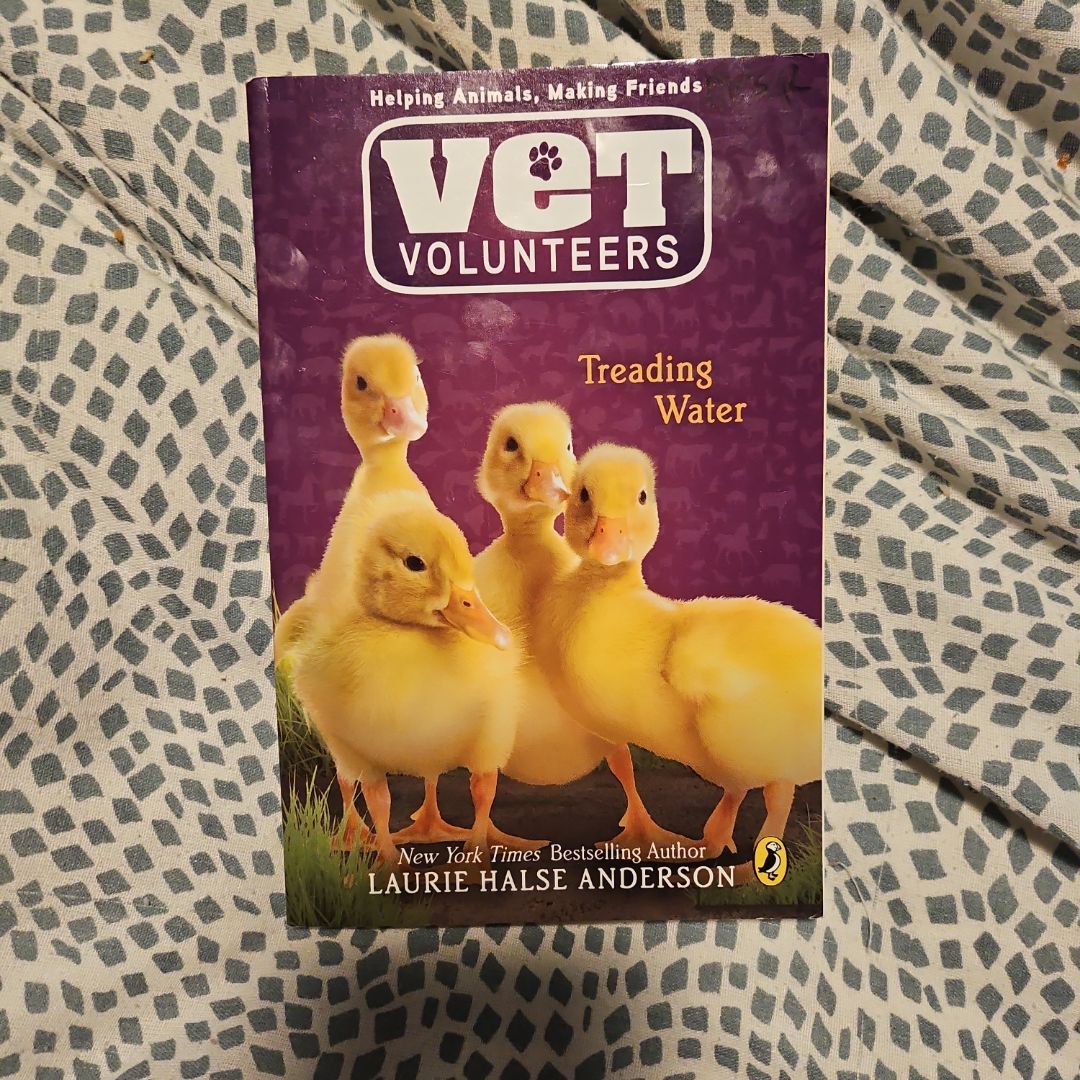 Helping Animals, Making Friends
VeT
VOLUNTEERS
Treading
Water
New York Times Bestselling Author
LAURIE HALSE ANDERSON